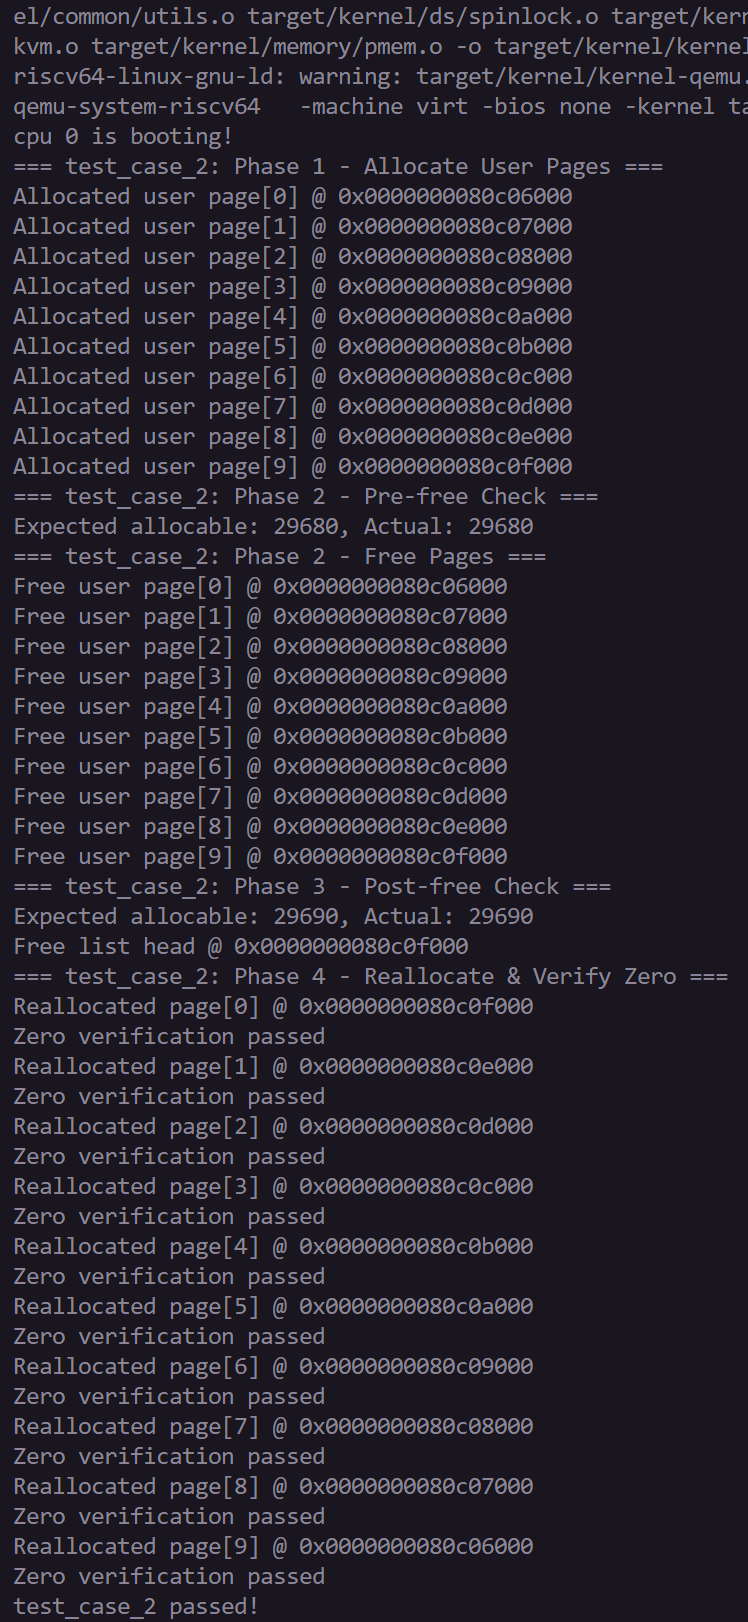 el/common/utils.o target/kernel/ds/spinlock.o target/kern
kvm.o target/kernel/memory/pmem.o -o target/kernel/kernel
riscv64-linux-gnu-ld: warning: target/kernel/kernel-qemu.
qemu-system-riscv64   -machine virt -bios none -kernel ta
cpu 0 is booting!
=== test_case_2: Phase 1 - Allocate User Pages ===
Allocated user page[0] @ 0x0000000080c06000
Allocated user page[1] @ 0x0000000080c07000
Allocated user page[2] @ 0x0000000080c08000
Allocated user page[3] @ 0x0000000080c09000
Allocated user page[4] @ 0x0000000080c0a000
Allocated user page[5] @ 0x0000000080c0b000
Allocated user page[6] @ 0x0000000080c0c000
Allocated user page[7] @ 0x0000000080c0d000
Allocated user page[8] @ 0x0000000080c0e000
Allocated user page[9] @ 0x0000000080c0f000
=== test_case_2: Phase 2 - Pre-free Check ===
Expected allocable: 29680, Actual: 29680
=== test_case_2: Phase 2 - Free Pages ===
Free user page[0] @ 0x0000000080c06000
Free user page[1] @ 0x0000000080c07000
Free user page[2] @ 0x0000000080c08000
Free user page[3] @ 0x0000000080c09000
Free user page[4] @ 0x0000000080c0a000
Free user page[5] @ 0x0000000080c0b000
Free user page[6] @ 0x0000000080c0c000
Free user page[7] @ 0x0000000080c0d000
Free user page[8] @ 0x0000000080c0e000
Free user page[9] @ 0x0000000080c0f000
=== test_case_2: Phase 3 - Post-free Check ===
Expected allocable: 29690, Actual: 29690
Free list head @ 0x0000000080c0f000
=== test_case_2: Phase 4 - Reallocate & Verify Zero ===
Reallocated page[0] @ 0x0000000080c0f000
Zero verification passed
Reallocated page[1] @ 0x0000000080c0e000
Zero verification passed
Reallocated page[2] @ 0x0000000080c0d000
Zero verification passed
Reallocated page[3] @ 0x0000000080c0c000
Zero verification passed
Reallocated page[4] @ 0x0000000080c0b000
Zero verification passed
Reallocated page[5] @ 0x0000000080c0a000
Zero verification passed
Reallocated page[6] @ 0x0000000080c09000
Zero verification passed
Reallocated page[7] @ 0x0000000080c08000
Zero verification passed
Reallocated page[8] @ 0x0000000080c07000
Zero verification passed
Reallocated page[9] @ 0x0000000080c06000
Zero verification passed
test_case_2 passed!